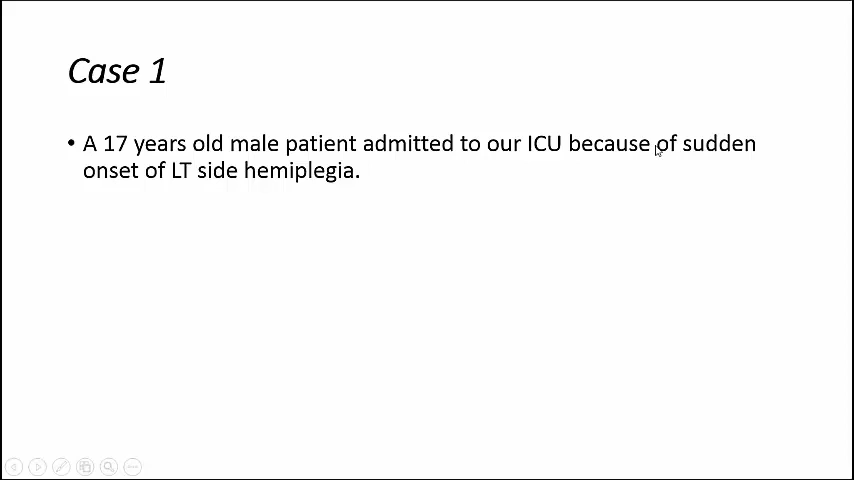 Case 1
• A 17 years old male patient admitted to our ICU because of sudden
onset of LT side hemiplegia.